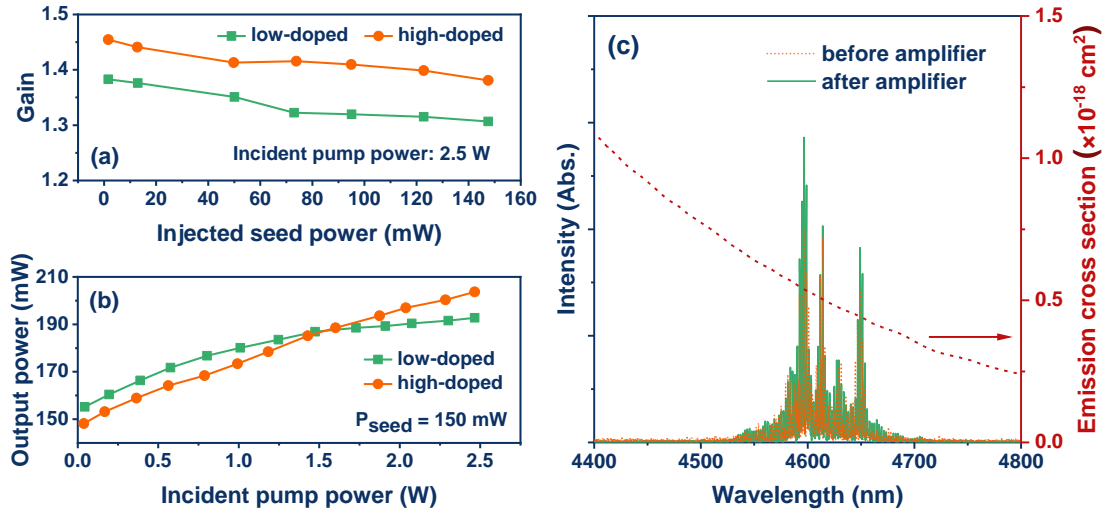 1.5
1.4
1.3
1.2
Gain
low-doped
high-doped
(a)
Incident pump power: 2.5 W
0 20 40 60 80 100 120 140 160
Injected seed power (mW)
210
190
170
150
Output power (mW)
(b)
low-doped
high-doped
Pseed = 150 mW
0.0 0.5 1.0 1.5 2.0 2.5
Incident pump power (W)
(c)
before amplifier
after amplifier
Intensity (Abs.)
4400 4500 4600 4700 4800
Wavelength (nm)
1.5
1.0
0.5
0.0
Emission cross section (×10⁻¹⁸ cm²)